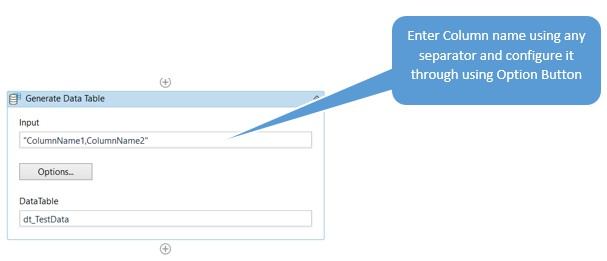 Enter Column name using any
separator and configure it
through using Option Button
Generate Data Table
Input
"ColumnName1,ColumnName2"
Options...
DataTable
dt_TestData